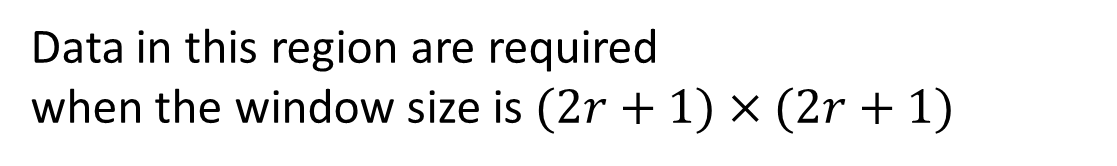 Data in this region are required
when the window size is (2𝑟 + 1) × (2𝑟 + 1)